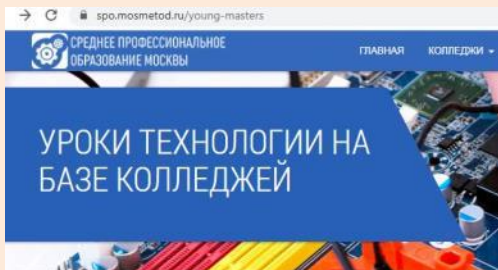 spo.mosmetod.ru/young-masters
СРЕДНЕЕ ПРОФЕССИОНАЛЬНОЕ
ОБРАЗОВАНИЕ МОСКВЫ
ГЛАВНАЯ КОЛЛЕДЖИ
УРОКИ ТЕХНОЛОГИИ НА
БАЗЕ КОЛЛЕДЖЕЙ